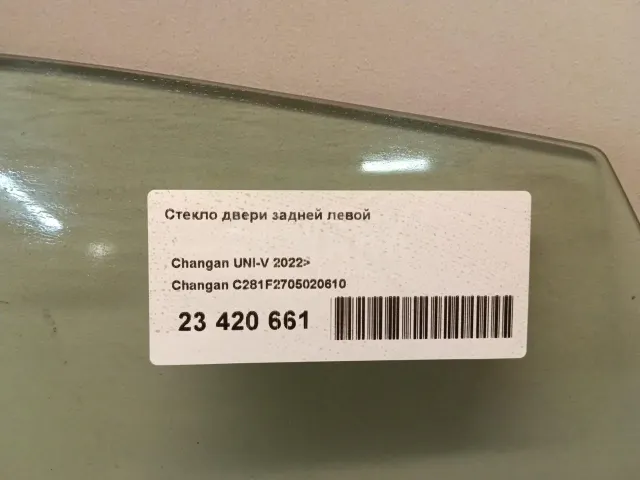 Стекло двери задней левой
Changan UNI-V 2022>
Changan C281F2705020610
23 420 661